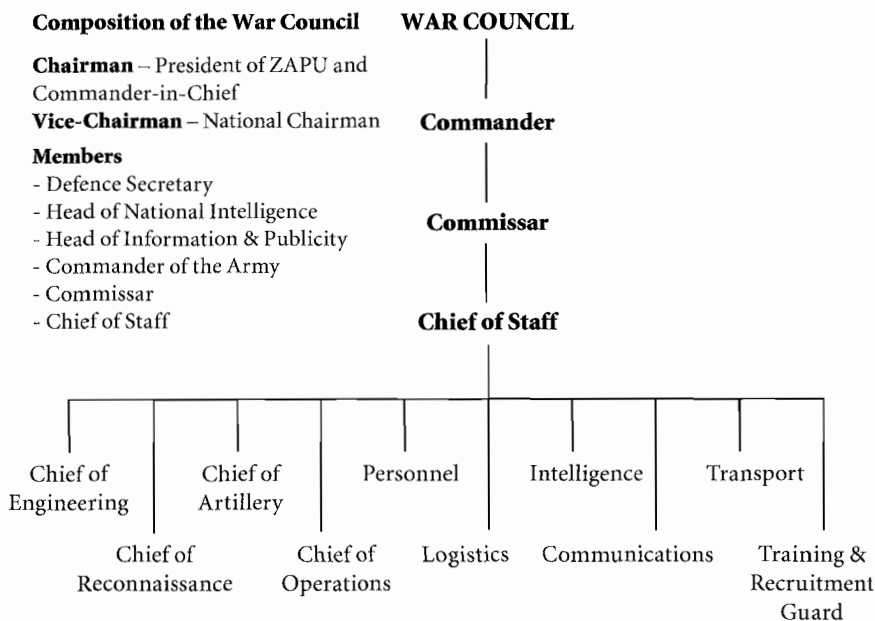 Composition of the War Council
Chairman – President of ZAPU and
Commander-in-Chief
Vice-Chairman – National Chairman
Members
- Defence Secretary
- Head of National Intelligence
- Head of Information & Publicity
- Commander of the Army
- Commissar
- Chief of Staff
WAR COUNCIL
Commander
Commissar
Chief of Staff
Chief of
Engineering
Chief of
Reconnaissance
Chief of
Artillery
Chief of
Operations
Personnel
Logistics
Intelligence
Communications
Transport
Training &
Recruitment
Guard